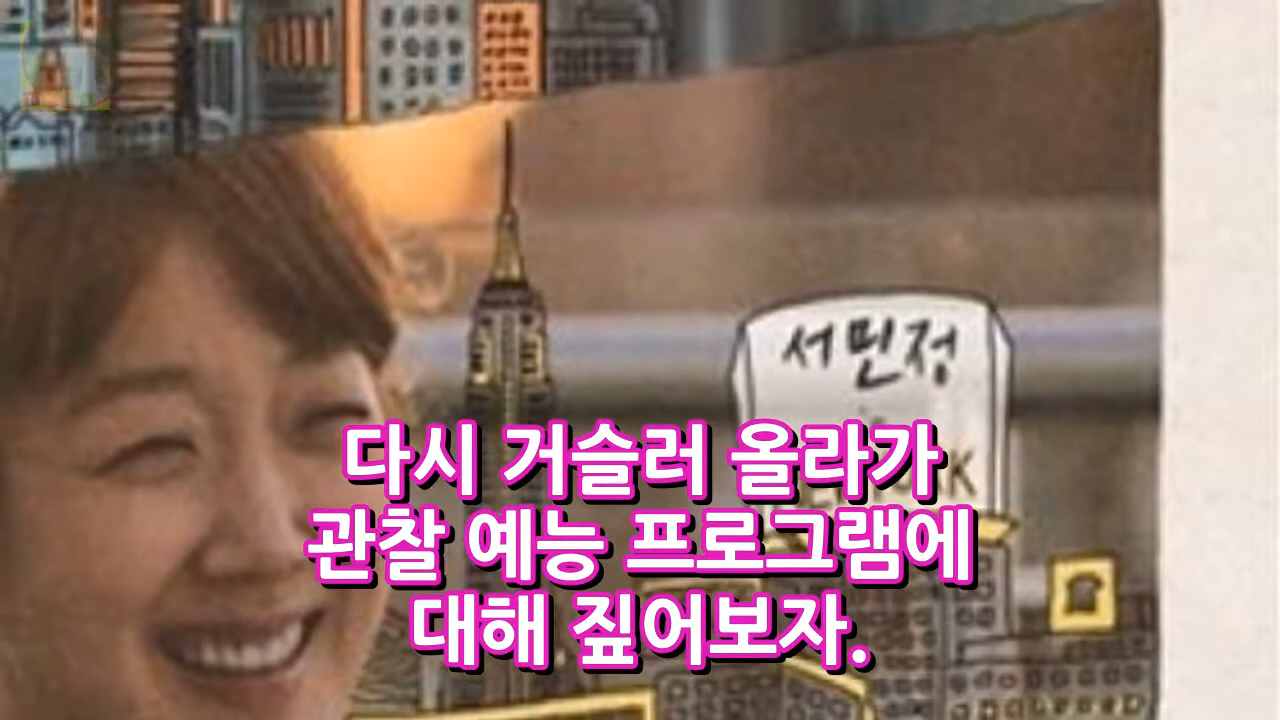 서민정
다시 거슬러 올라가
관찰 예능 프로그램에
대해 짚어보자.